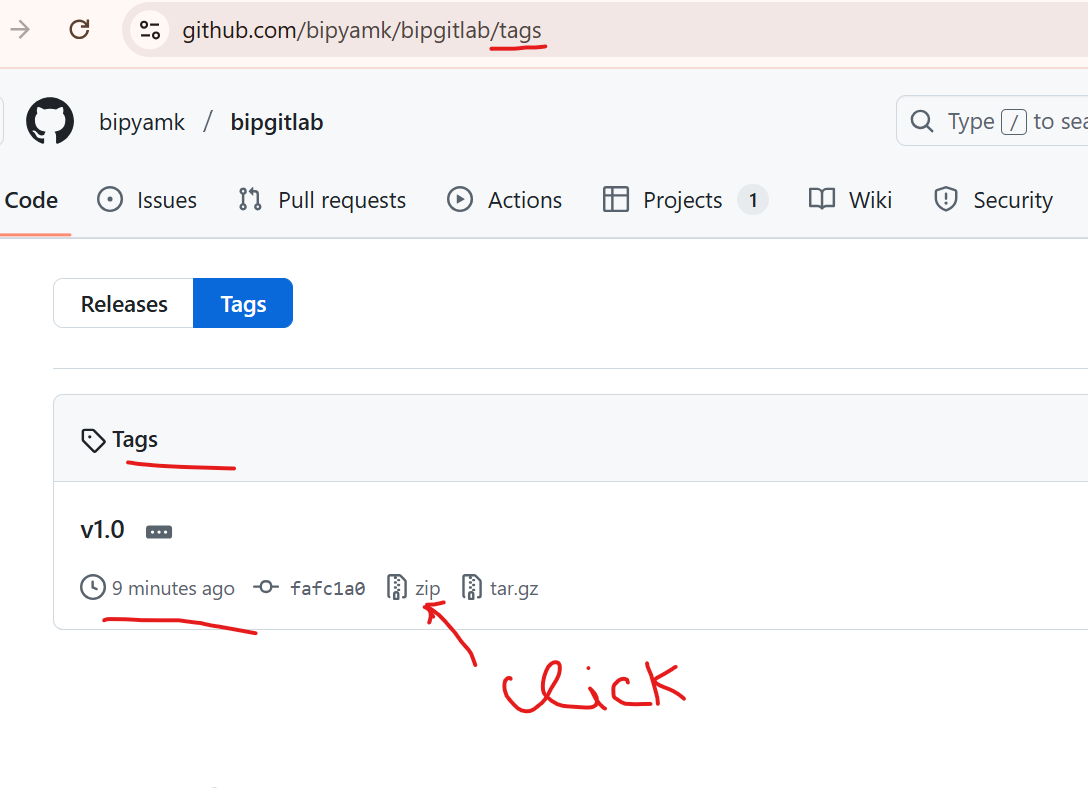 github.com/bipyamk/bipgitlab/tags
bipyamk / bipgitlab
Type / to sea
Code Issues Pull requests Actions Projects 1 Wiki Security
Releases Tags
Tags
v1.0
9 minutes ago fafc1a0 zip tar.gz
click